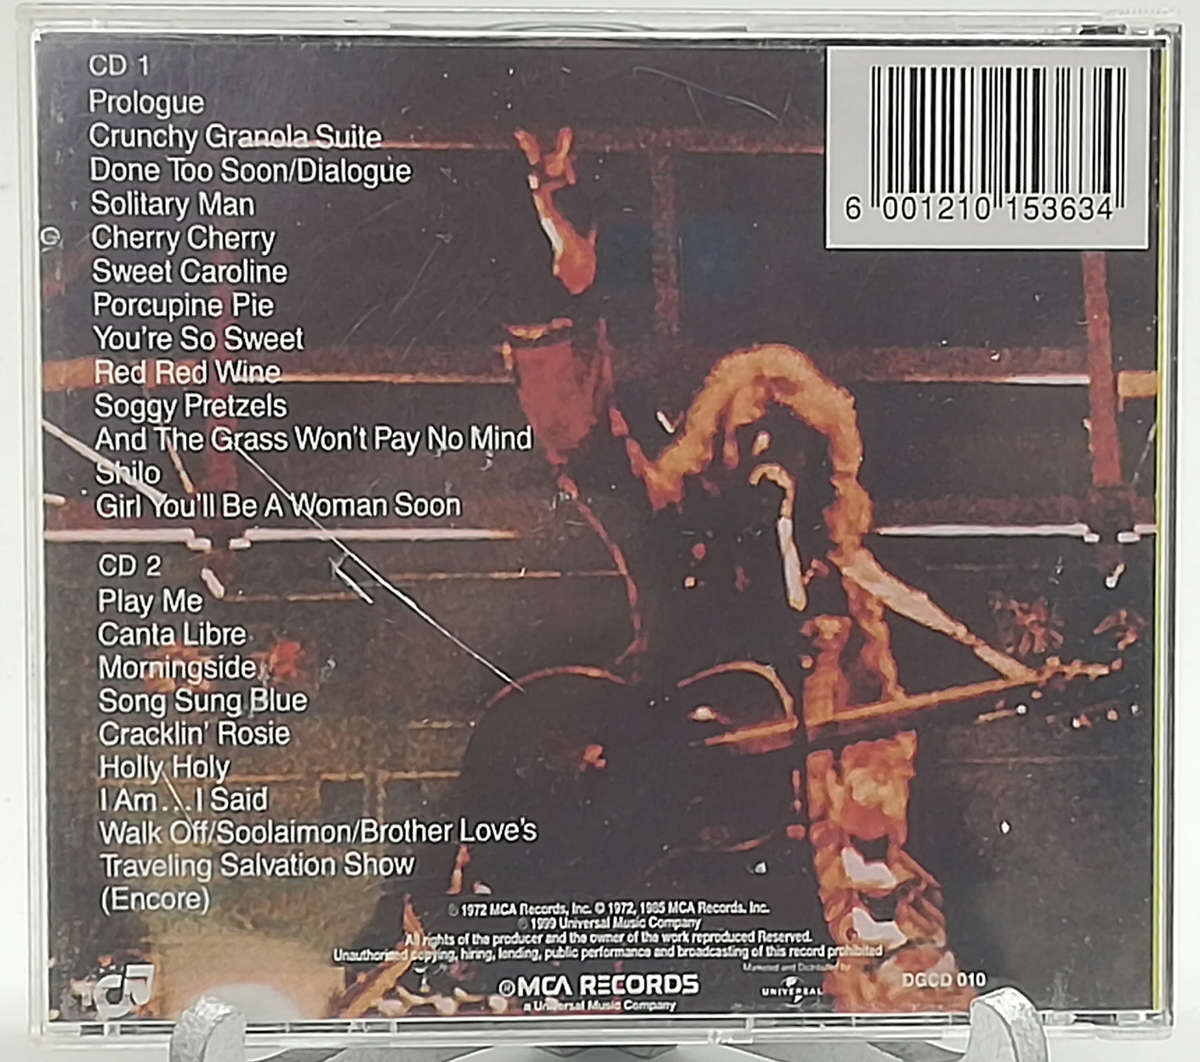 CD 1
Prologue
Crunchy Granola Suite
Done Too Soon/Dialogue
Solitary Man
Cherry Cherry
Sweet Caroline
Porcupine Pie
You're So Sweet
Red Red Wine
Soggy Pretzels
And The Grass Won't Pay No Mind
Shilo
Girl You'll Be A Woman Soon
CD 2
Play Me
Canta Libre
Morningside
Song Sung Blue
Cracklin' Rosie
Holly Holy
I Am...I Said
Walk Off/Soolaimon/Brother Love's
Traveling Salvation Show
(Encore)
6 001210 153634
℗ 1972 MCA Records, Inc. © 1972, 1985 MCA Records, Inc.
℗ 1999 Universal Music Company
All rights of the producer and the owner of the work reproduced Reserved.
Unauthorised copying, hiring, lending, public performance and broadcasting of this record prohibited
Marketed and Distributed by
®MCA RECORDS
a Universal Music Company
UNIVERSAL
DGCD 010